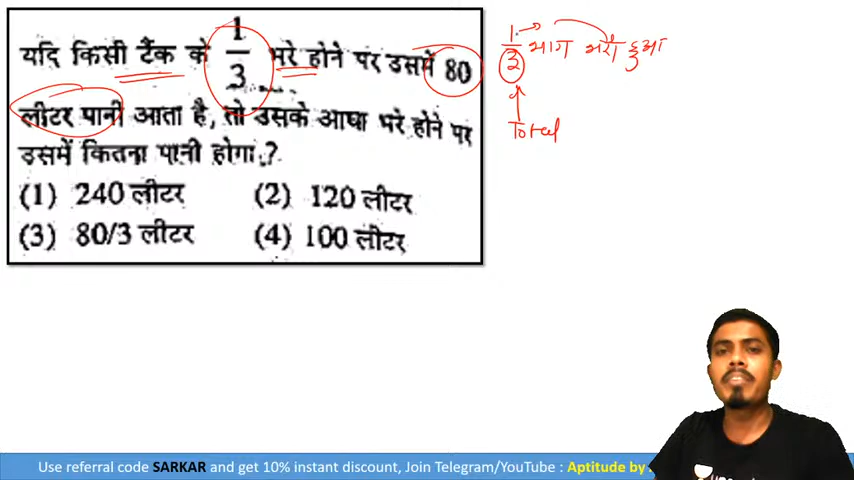 यदि किसी टैंक के 1/3 भरे होने पर उसमें 80
लीटर पानी आता है, तो उसके आधा भरे होने पर
उसमें कितना पानी होगा ?
(1) 240 लीटर (2) 120 लीटर
(3) 80/3 लीटर (4) 100 लीटर
1/3 भाग भरा हुआ
Total
Use referral code SARKAR and get 10% instant discount, Join Telegram/YouTube : Aptitude by